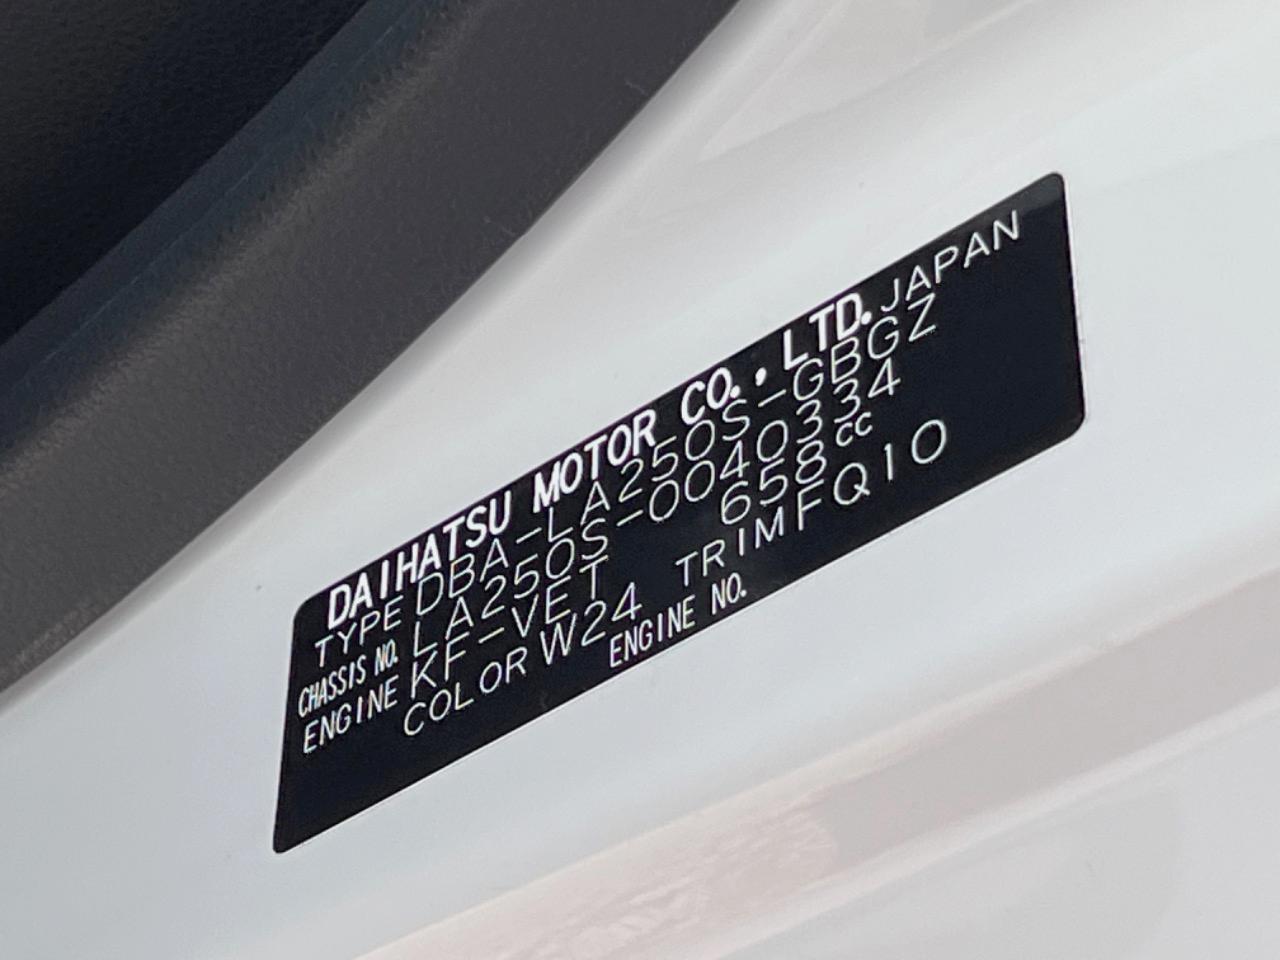 DAIHATSU MOTOR CO., LTD. JAPAN
TYPE DBA-LA250S-GBGZ
CHASSIS NO. LA250S-0040334
ENGINE KF-VET 658cc
COLOR W24 TRIM FQ10
ENGINE NO.